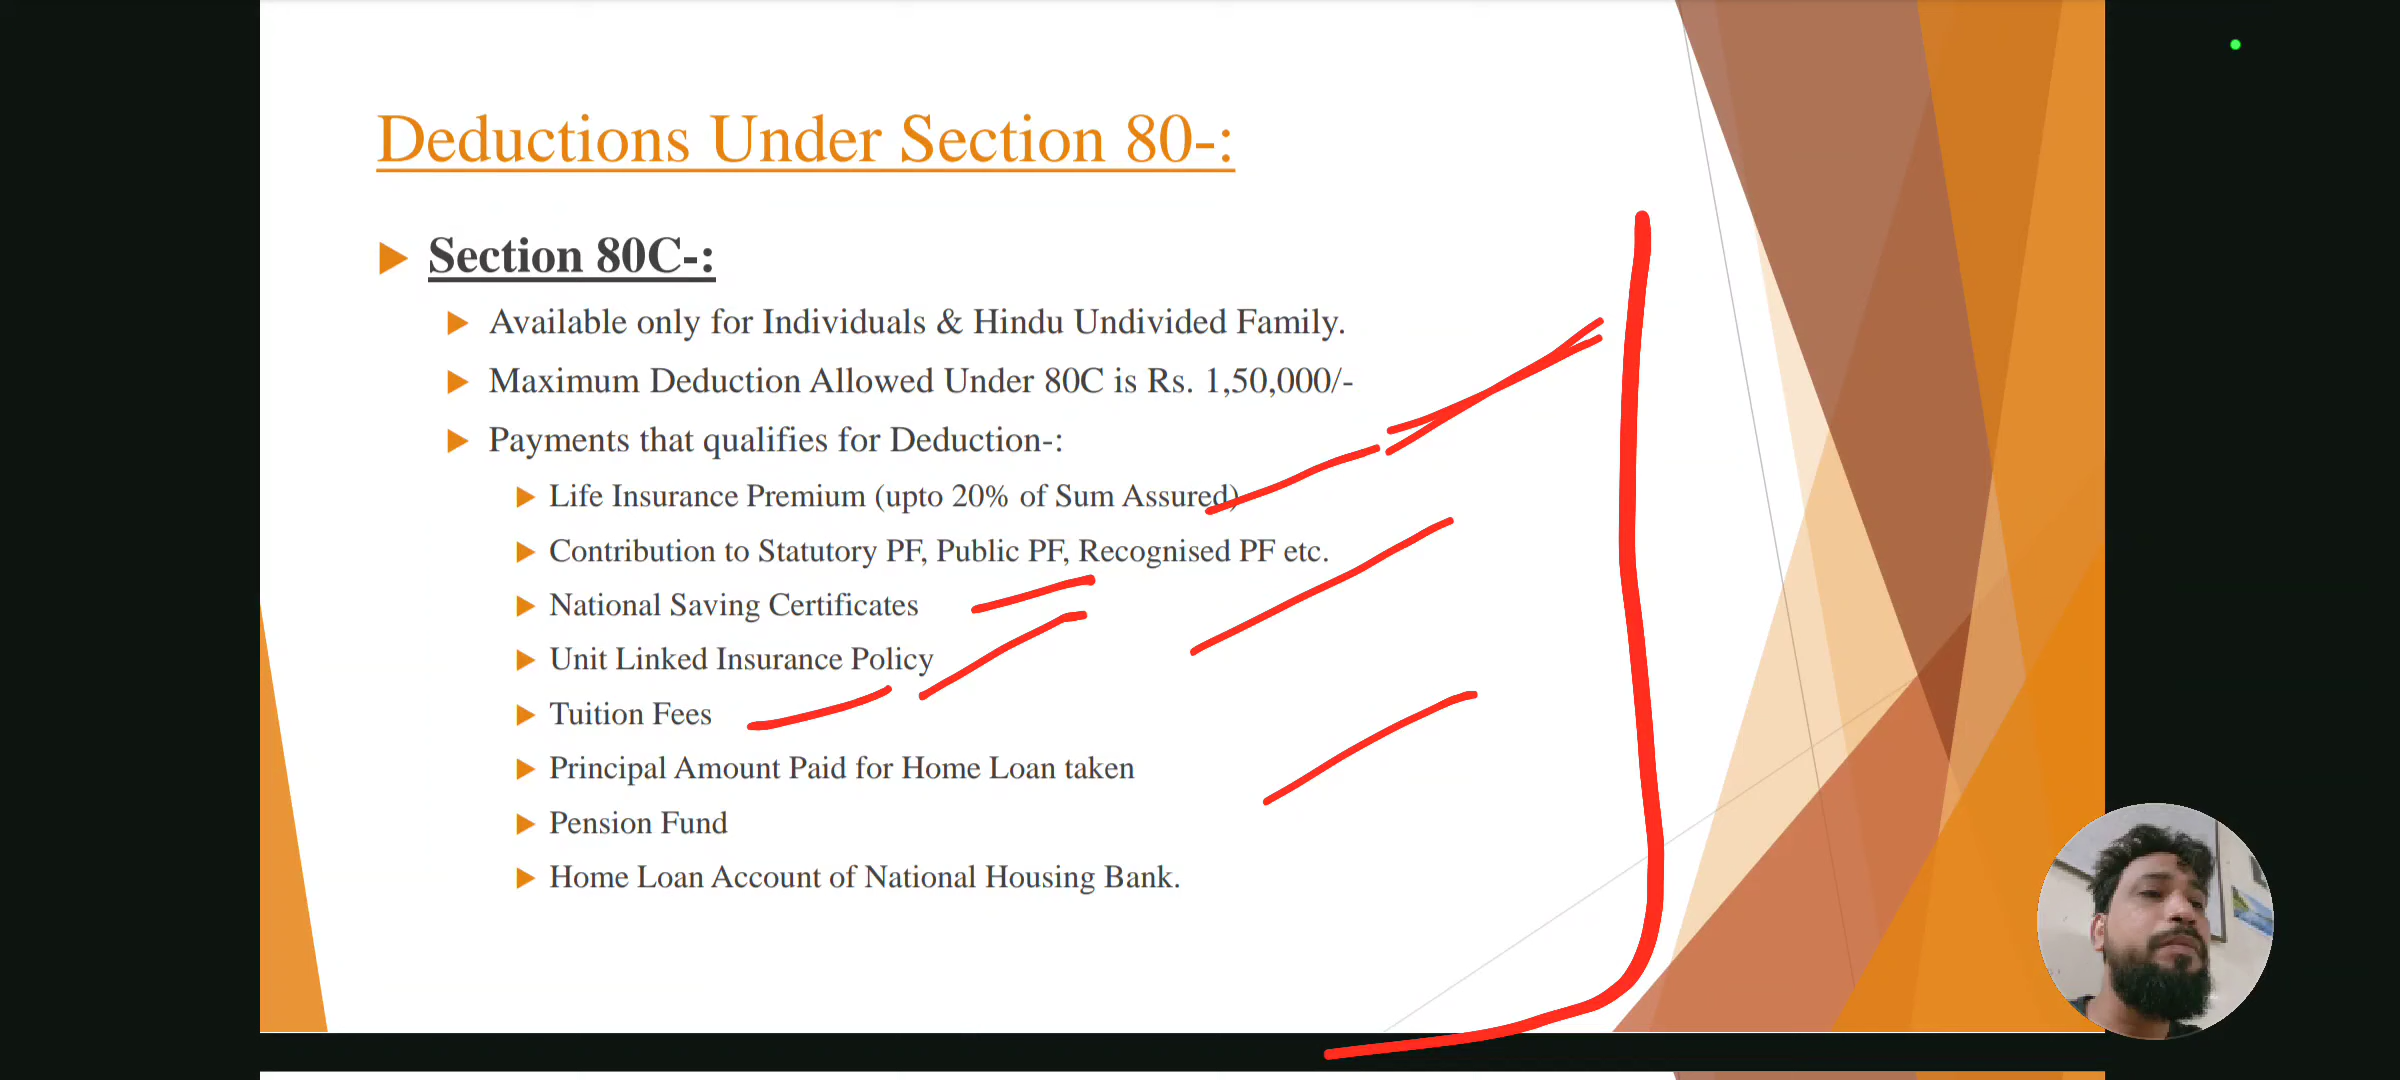 Deductions Under Section 80-:
Section 80C-:
Available only for Individuals & Hindu Undivided Family.
Maximum Deduction Allowed Under 80C is Rs. 1,50,000/-
Payments that qualifies for Deduction-:
Life Insurance Premium (upto 20% of Sum Assured)
Contribution to Statutory PF, Public PF, Recognised PF etc.
National Saving Certificates
Unit Linked Insurance Policy
Tuition Fees
Principal Amount Paid for Home Loan taken
Pension Fund
Home Loan Account of National Housing Bank.